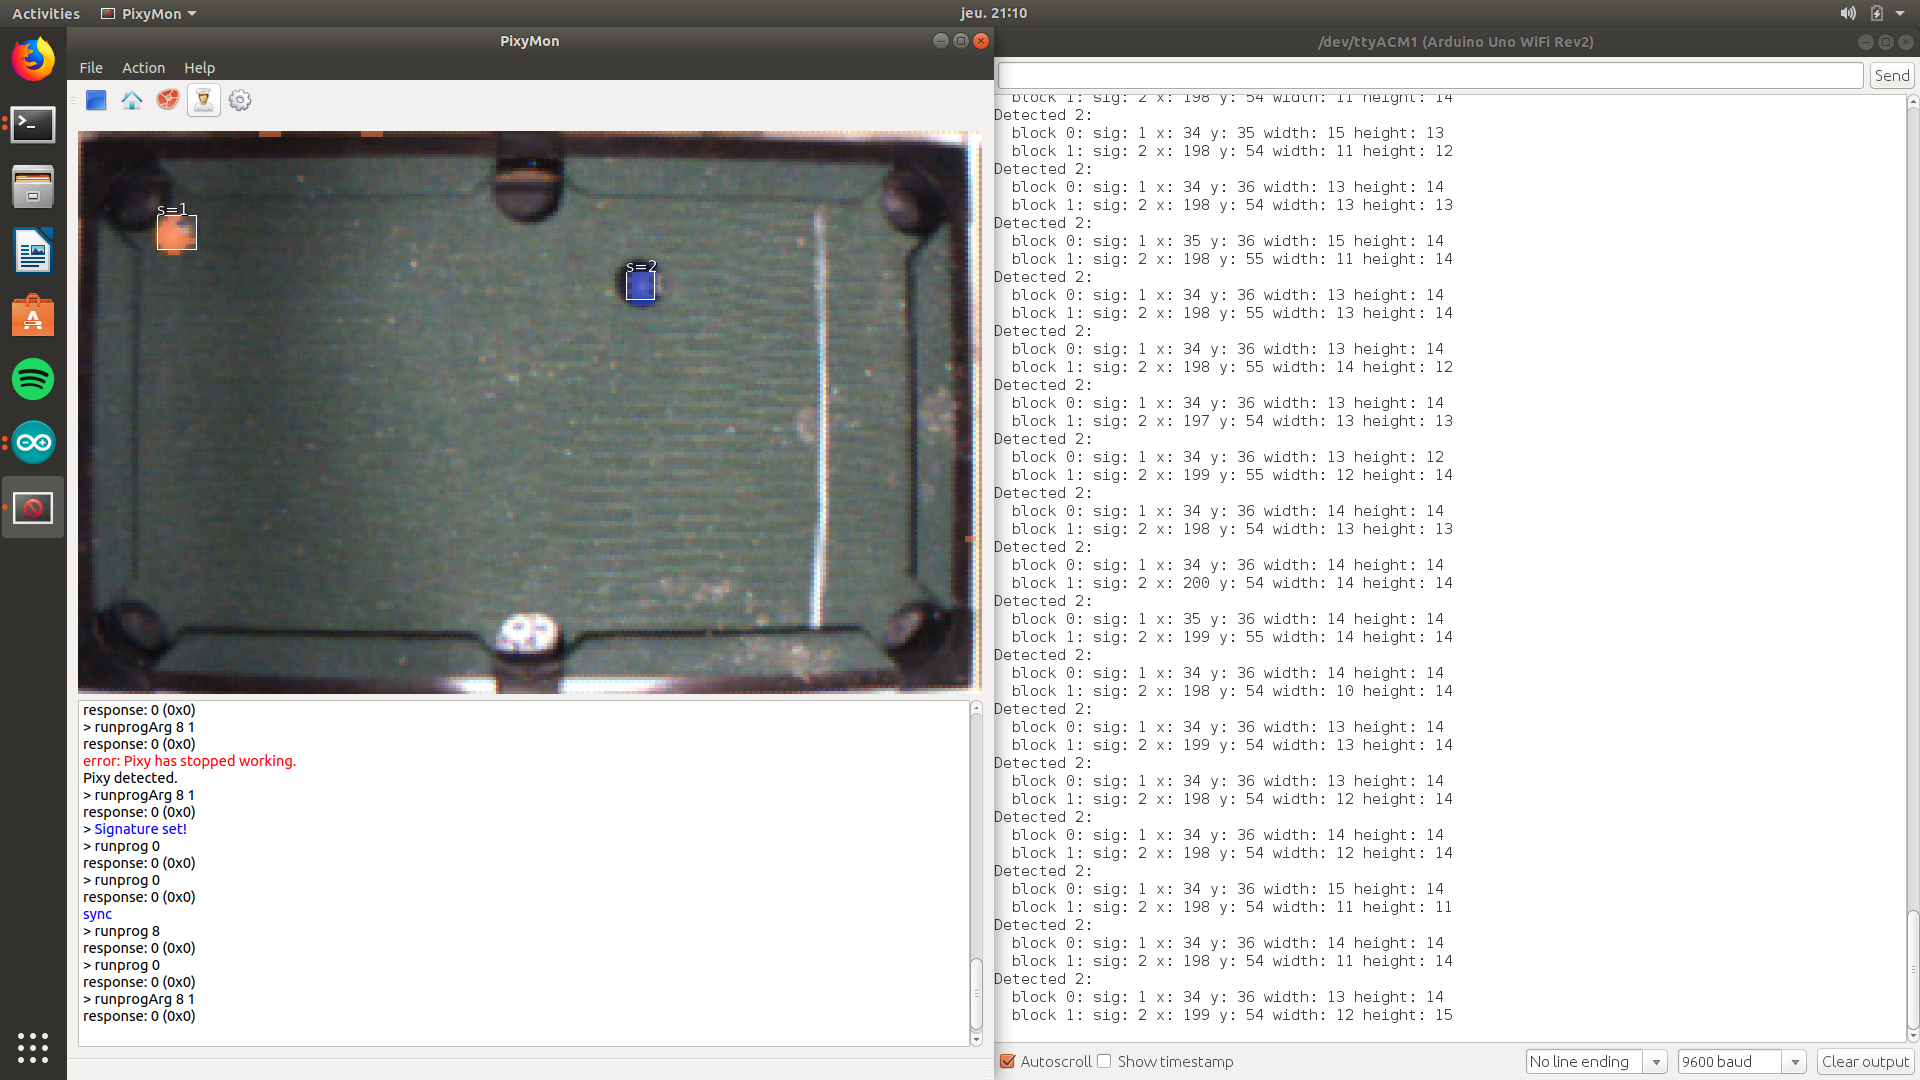 Activities PixyMon jeu. 21:10
PixyMon
File Action Help
s=1
s=2
response: 0 (0x0)
> runprogArg 8 1
response: 0 (0x0)
error: Pixy has stopped working.
Pixy detected.
> runprogArg 8 1
response: 0 (0x0)
> Signature set!
> runprog 0
response: 0 (0x0)
> runprog 0
response: 0 (0x0)
sync
> runprog 8
response: 0 (0x0)
> runprog 0
response: 0 (0x0)
> runprogArg 8 1
response: 0 (0x0)
/dev/ttyACM1 (Arduino Uno WiFi Rev2)
Send
block 1: sig: 2 x: 198 y: 54 width: 11 height: 14
Detected 2:
block 0: sig: 1 x: 34 y: 35 width: 15 height: 13
block 1: sig: 2 x: 198 y: 54 width: 11 height: 12
Detected 2:
block 0: sig: 1 x: 34 y: 36 width: 13 height: 14
block 1: sig: 2 x: 198 y: 54 width: 13 height: 13
Detected 2:
block 0: sig: 1 x: 35 y: 36 width: 15 height: 14
block 1: sig: 2 x: 198 y: 55 width: 11 height: 14
Detected 2:
block 0: sig: 1 x: 34 y: 36 width: 13 height: 14
block 1: sig: 2 x: 198 y: 55 width: 13 height: 14
Detected 2:
block 0: sig: 1 x: 34 y: 36 width: 13 height: 14
block 1: sig: 2 x: 198 y: 55 width: 14 height: 12
Detected 2:
block 0: sig: 1 x: 34 y: 36 width: 13 height: 14
block 1: sig: 2 x: 197 y: 54 width: 13 height: 13
Detected 2:
block 0: sig: 1 x: 34 y: 36 width: 13 height: 12
block 1: sig: 2 x: 199 y: 55 width: 12 height: 14
Detected 2:
block 0: sig: 1 x: 34 y: 36 width: 14 height: 14
block 1: sig: 2 x: 198 y: 54 width: 13 height: 13
Detected 2:
block 0: sig: 1 x: 34 y: 36 width: 14 height: 14
block 1: sig: 2 x: 200 y: 54 width: 14 height: 14
Detected 2:
block 0: sig: 1 x: 35 y: 36 width: 14 height: 14
block 1: sig: 2 x: 199 y: 55 width: 14 height: 14
Detected 2:
block 0: sig: 1 x: 34 y: 36 width: 14 height: 14
block 1: sig: 2 x: 198 y: 54 width: 10 height: 14
Detected 2:
block 0: sig: 1 x: 34 y: 36 width: 13 height: 14
block 1: sig: 2 x: 199 y: 54 width: 13 height: 14
Detected 2:
block 0: sig: 1 x: 34 y: 36 width: 13 height: 14
block 1: sig: 2 x: 198 y: 54 width: 12 height: 14
Detected 2:
block 0: sig: 1 x: 34 y: 36 width: 14 height: 14
block 1: sig: 2 x: 198 y: 54 width: 12 height: 14
Detected 2:
block 0: sig: 1 x: 34 y: 36 width: 15 height: 14
block 1: sig: 2 x: 198 y: 54 width: 11 height: 11
Detected 2:
block 0: sig: 1 x: 34 y: 36 width: 14 height: 14
block 1: sig: 2 x: 198 y: 54 width: 11 height: 14
Detected 2:
block 0: sig: 1 x: 34 y: 36 width: 13 height: 14
block 1: sig: 2 x: 199 y: 54 width: 12 height: 15
Autoscroll Show timestamp No line ending 9600 baud Clear output